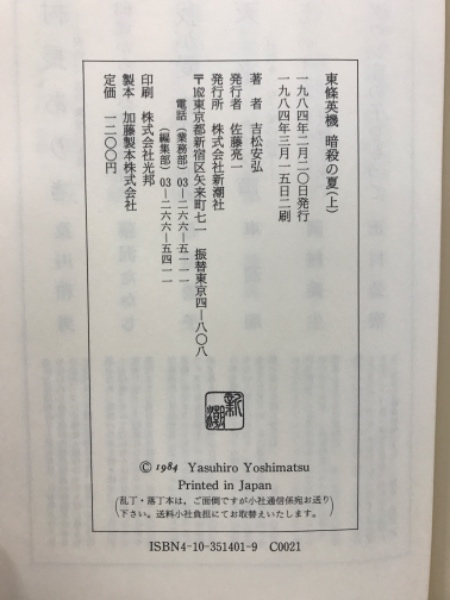 東條英機 暗殺の夏(上)
一九八四年二月二〇日発行
一九八四年三月一五日二刷
著者 吉松安弘
発行者 佐藤亮一
発行所 株式会社新潮社
〒162東京都新宿区矢来町七一 振替東京四—八〇八
電話(業務部)03—二六六—五一一一
(編集部)03—二六六—五四一一
印刷 株式会社光邦
製本 加藤製本株式会社
定価 一二〇〇円
新潮
© 1984 Yasuhiro Yoshimatsu
Printed in Japan
(乱丁・落丁本は、ご面倒ですが小社通信係宛お送り
下さい。送料小社負担にてお取替えいたします。)
ISBN4-10-351401-9 C0021